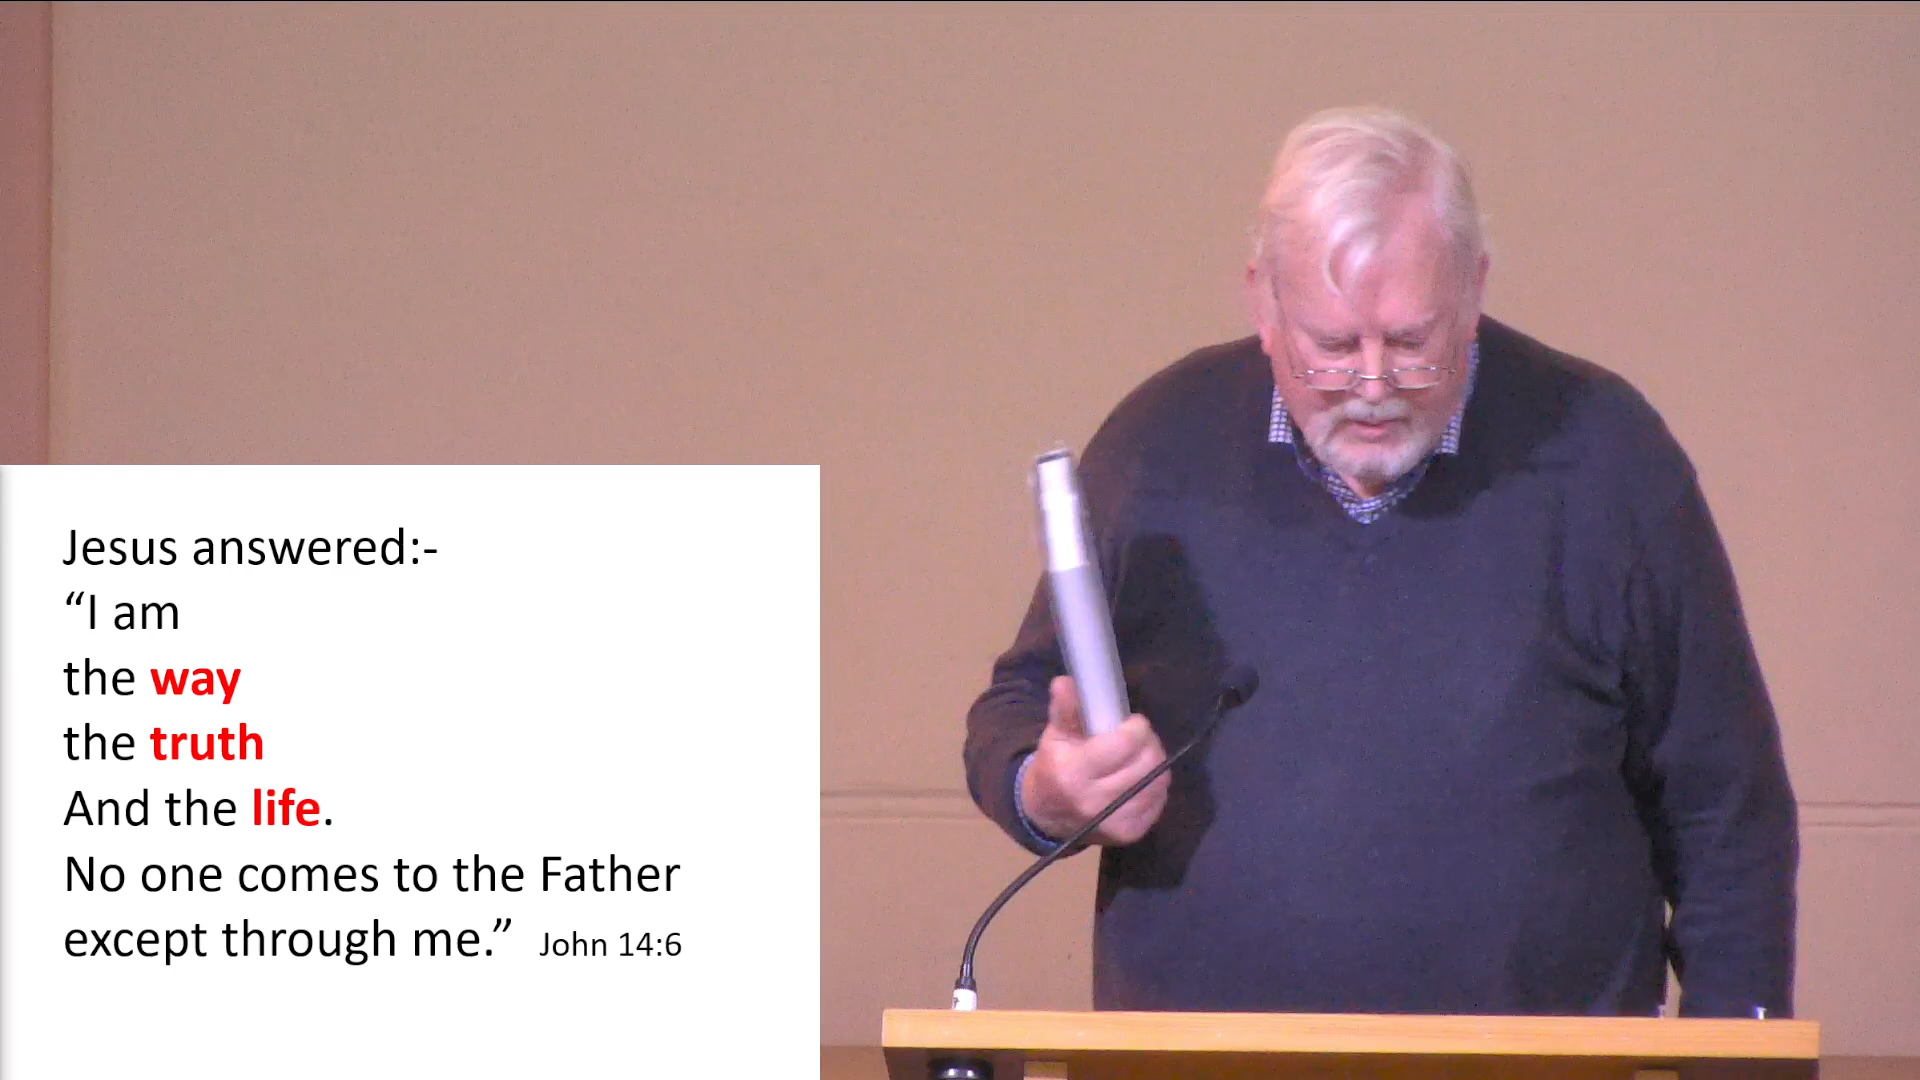 Jesus answered:-
“I am
the way
the truth
And the life.
No one comes to the Father
except through me.” John 14:6